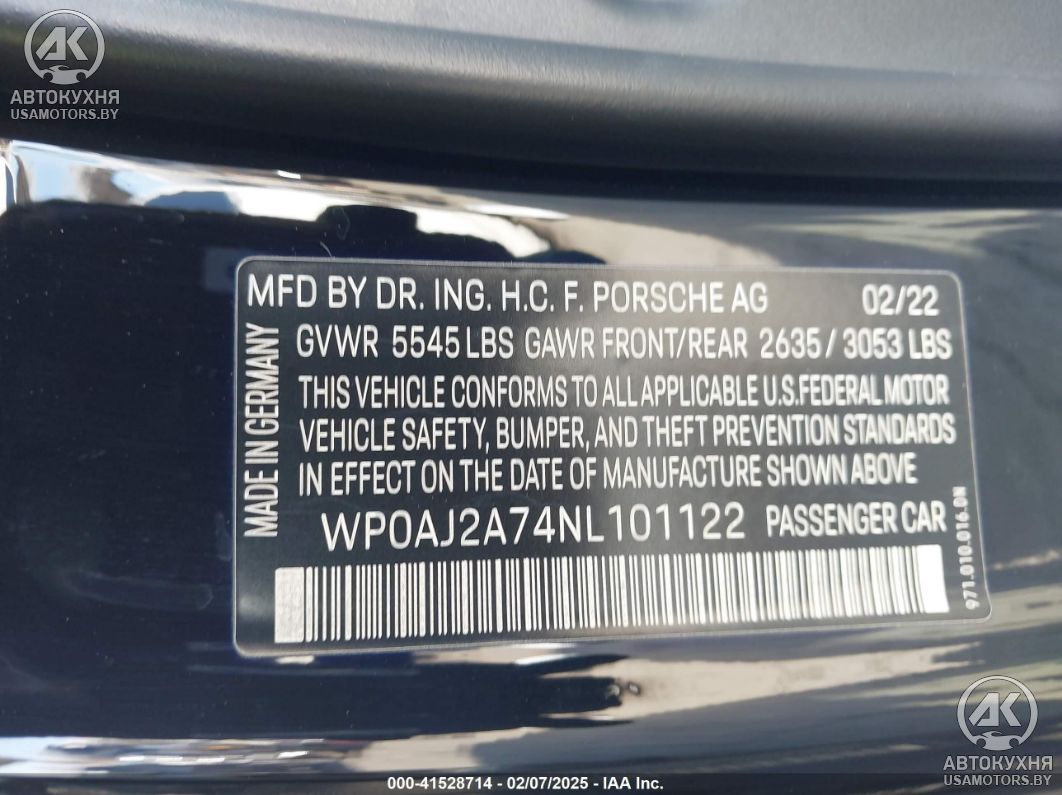 AK
АВТОКУХНЯ
USAMOTORS.BY
MFD BY DR. ING. H.C. F. PORSCHE AG 02/22
GVWR 5545 LBS GAWR FRONT/REAR 2635 / 3053 LBS
THIS VEHICLE CONFORMS TO ALL APPLICABLE U.S. FEDERAL MOTOR
VEHICLE SAFETY, BUMPER, AND THEFT PREVENTION STANDARDS
IN EFFECT ON THE DATE OF MANUFACTURE SHOWN ABOVE
WP0AJ2A74NL101122 PASSENGER CAR
MADE IN GERMANY
971.010.016.DN
AK
АВТОКУХНЯ
USAMOTORS.BY
000-41528714 - 02/07/2025 - IAA Inc.